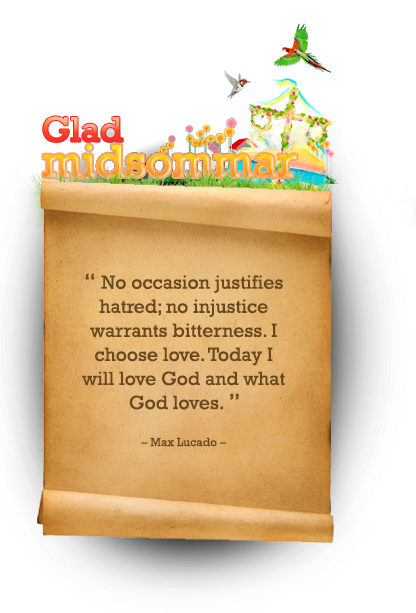 Glad
midsommar
“ No occasion justifies
hatred; no injustice
warrants bitterness. I
choose love. Today I
will love God and what
God loves. ”
– Max Lucado –